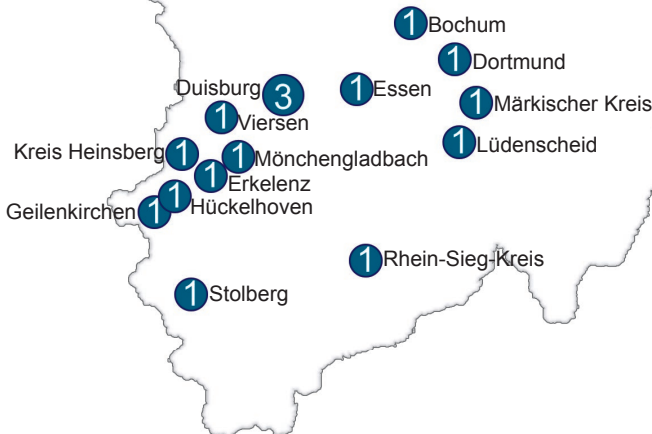 1 Bochum
1 Dortmund
Duisburg 3
1 Essen
1 Märkischer Kreis
1 Viersen
1 Lüdenscheid
Kreis Heinsberg 1
1 Mönchengladbach
1 Erkelenz
1 Hückelhoven
Geilenkirchen 1
1 Rhein-Sieg-Kreis
1 Stolberg